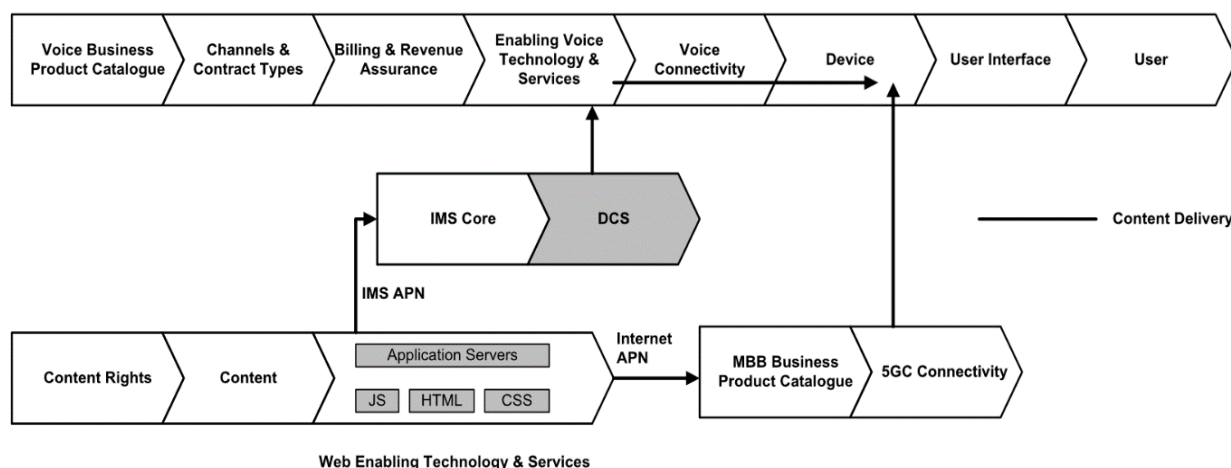 Voice Business
Product Catalogue
Channels &
Contract Types
Billing & Revenue
Assurance
Enabling Voice
Technology &
Services
Voice
Connectivity
Device
User Interface
User
IMS Core
DCS
Content Delivery
IMS APN
Internet
APN
Content Rights
Content
Application Servers
JS
HTML
CSS
MBB Business
Product Catalogue
5GC Connectivity
Web Enabling Technology & Services